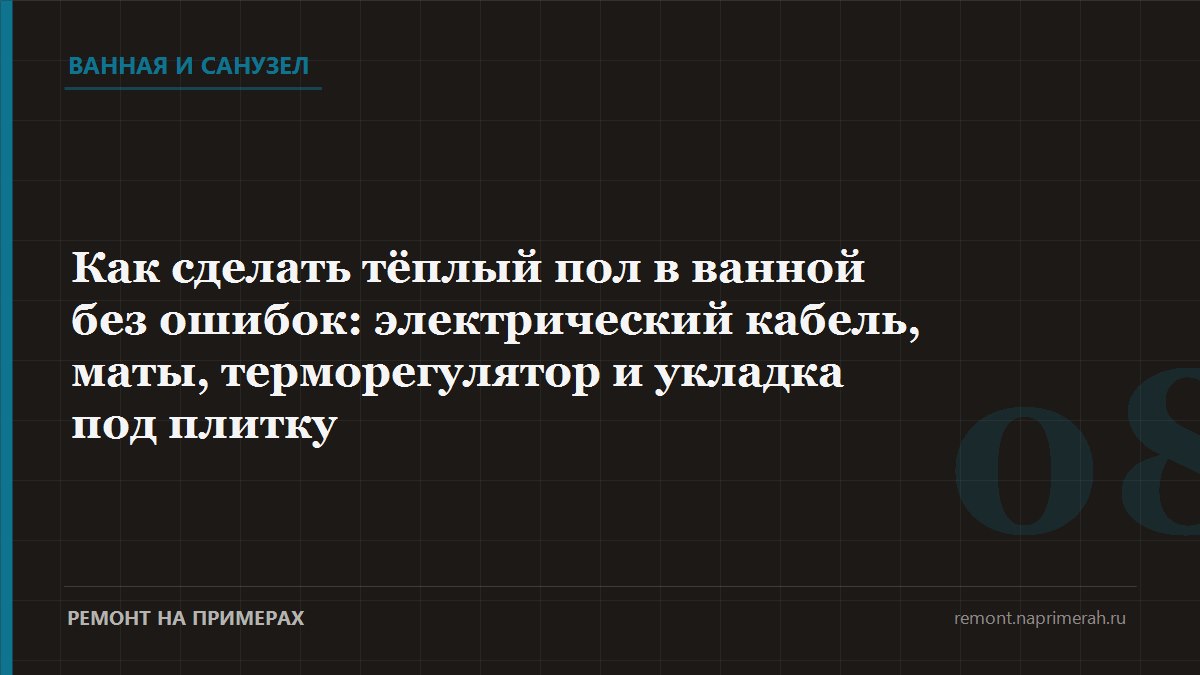 ВАННАЯ И САНУЗЕЛ
Как сделать тёплый пол в ванной
без ошибок: электрический кабель,
маты, терморегулятор и укладка
под плитку
08
РЕМОНТ НА ПРИМЕРАХ
remont.naprimerah.ru